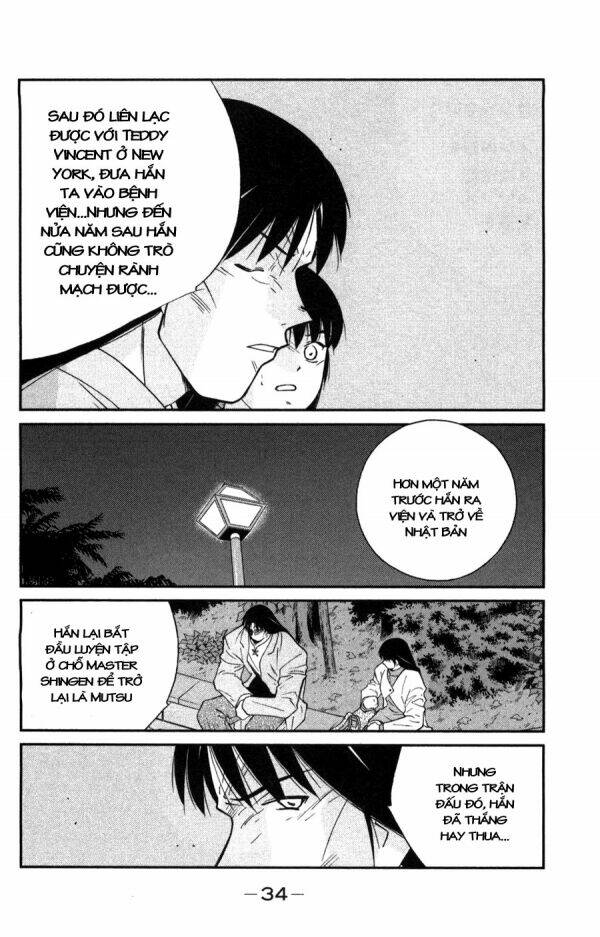 SAU ĐÓ LIÊN LẠC
ĐƯỢC VỚI TEDDY
VINCENT Ở NEW
YORK, ĐƯA HẮN
TA VÀO BỆNH
VIỆN...NHƯNG ĐẾN
NỬA NĂM SAU HẮN
CŨNG KHÔNG TRÒ
CHUYỆN RÀNH
MẠCH ĐƯỢC...
HƠN MỘT NĂM
TRƯỚC HẮN RA
VIỆN VÀ TRỞ VỀ
NHẬT BẢN
HẮN LẠI BẮT
ĐẦU LUYỆN TẬP
Ở CHỖ MASTER
SHINGEN ĐỂ TRỞ
LẠI LÀ MUTSU
NHƯNG
TRONG TRẬN
ĐẤU ĐÓ, HẮN
ĐÃ THẮNG
HAY THUA...
—34—